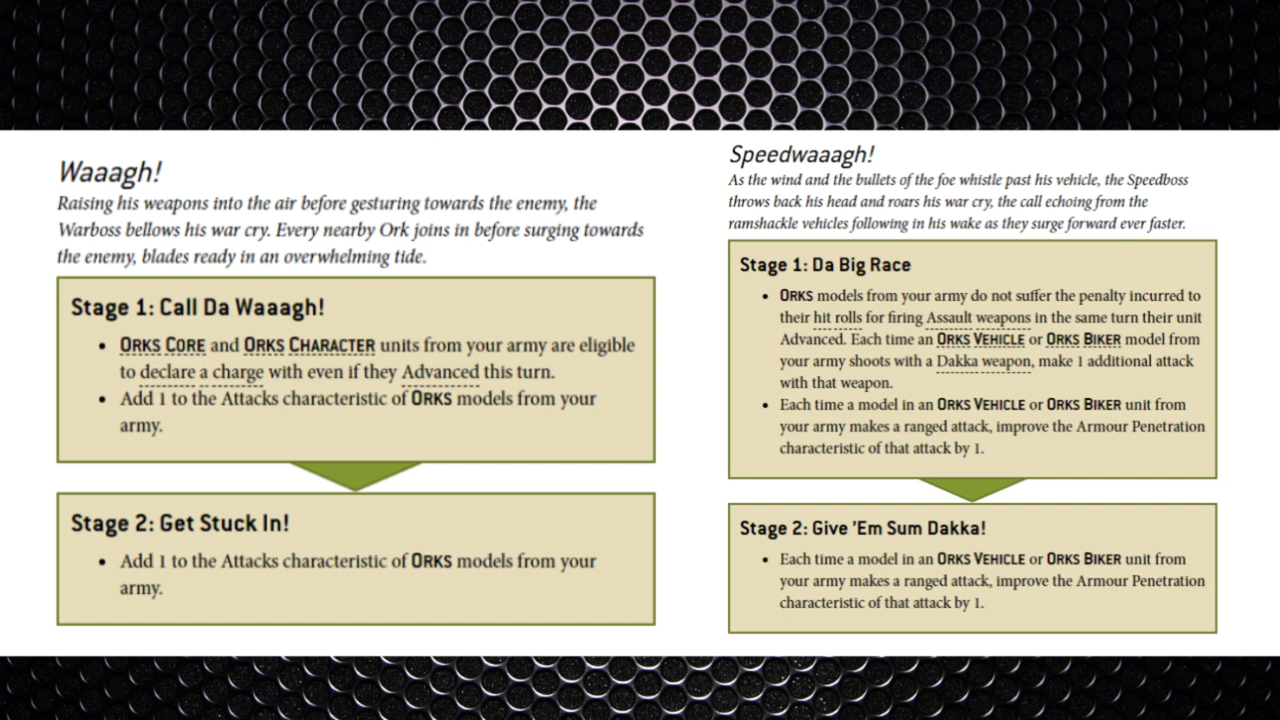 Waaagh!
Raising his weapons into the air before gesturing towards the enemy, the
Warboss bellows his war cry. Every nearby Ork joins in before surging towards
the enemy, blades ready in an overwhelming tide.
Stage 1: Call Da Waaagh!
• ORKS CORE and ORKS CHARACTER units from your army are eligible
to declare a charge with even if they Advanced this turn.
• Add 1 to the Attacks characteristic of ORKS models from your
army.
Stage 2: Get Stuck In!
• Add 1 to the Attacks characteristic of ORKS models from your
army.
Speedwaaagh!
As the wind and the bullets of the foe whistle past his vehicle, the Speedboss
throws back his head and roars his war cry, the call echoing from the
ramshackle vehicles following in his wake as they surge forward ever faster.
Stage 1: Da Big Race
• ORKS models from your army do not suffer the penalty incurred to
their hit rolls for firing Assault weapons in the same turn their unit
Advanced. Each time an ORKS VEHICLE or ORKS BIKER model from
your army shoots with a Dakka weapon, make 1 additional attack
with that weapon.
• Each time a model in an ORKS VEHICLE or ORKS BIKER unit from
your army makes a ranged attack, improve the Armour Penetration
characteristic of that attack by 1.
Stage 2: Give 'Em Sum Dakka!
• Each time a model in an ORKS VEHICLE or ORKS BIKER unit from
your army makes a ranged attack, improve the Armour Penetration
characteristic of that attack by 1.